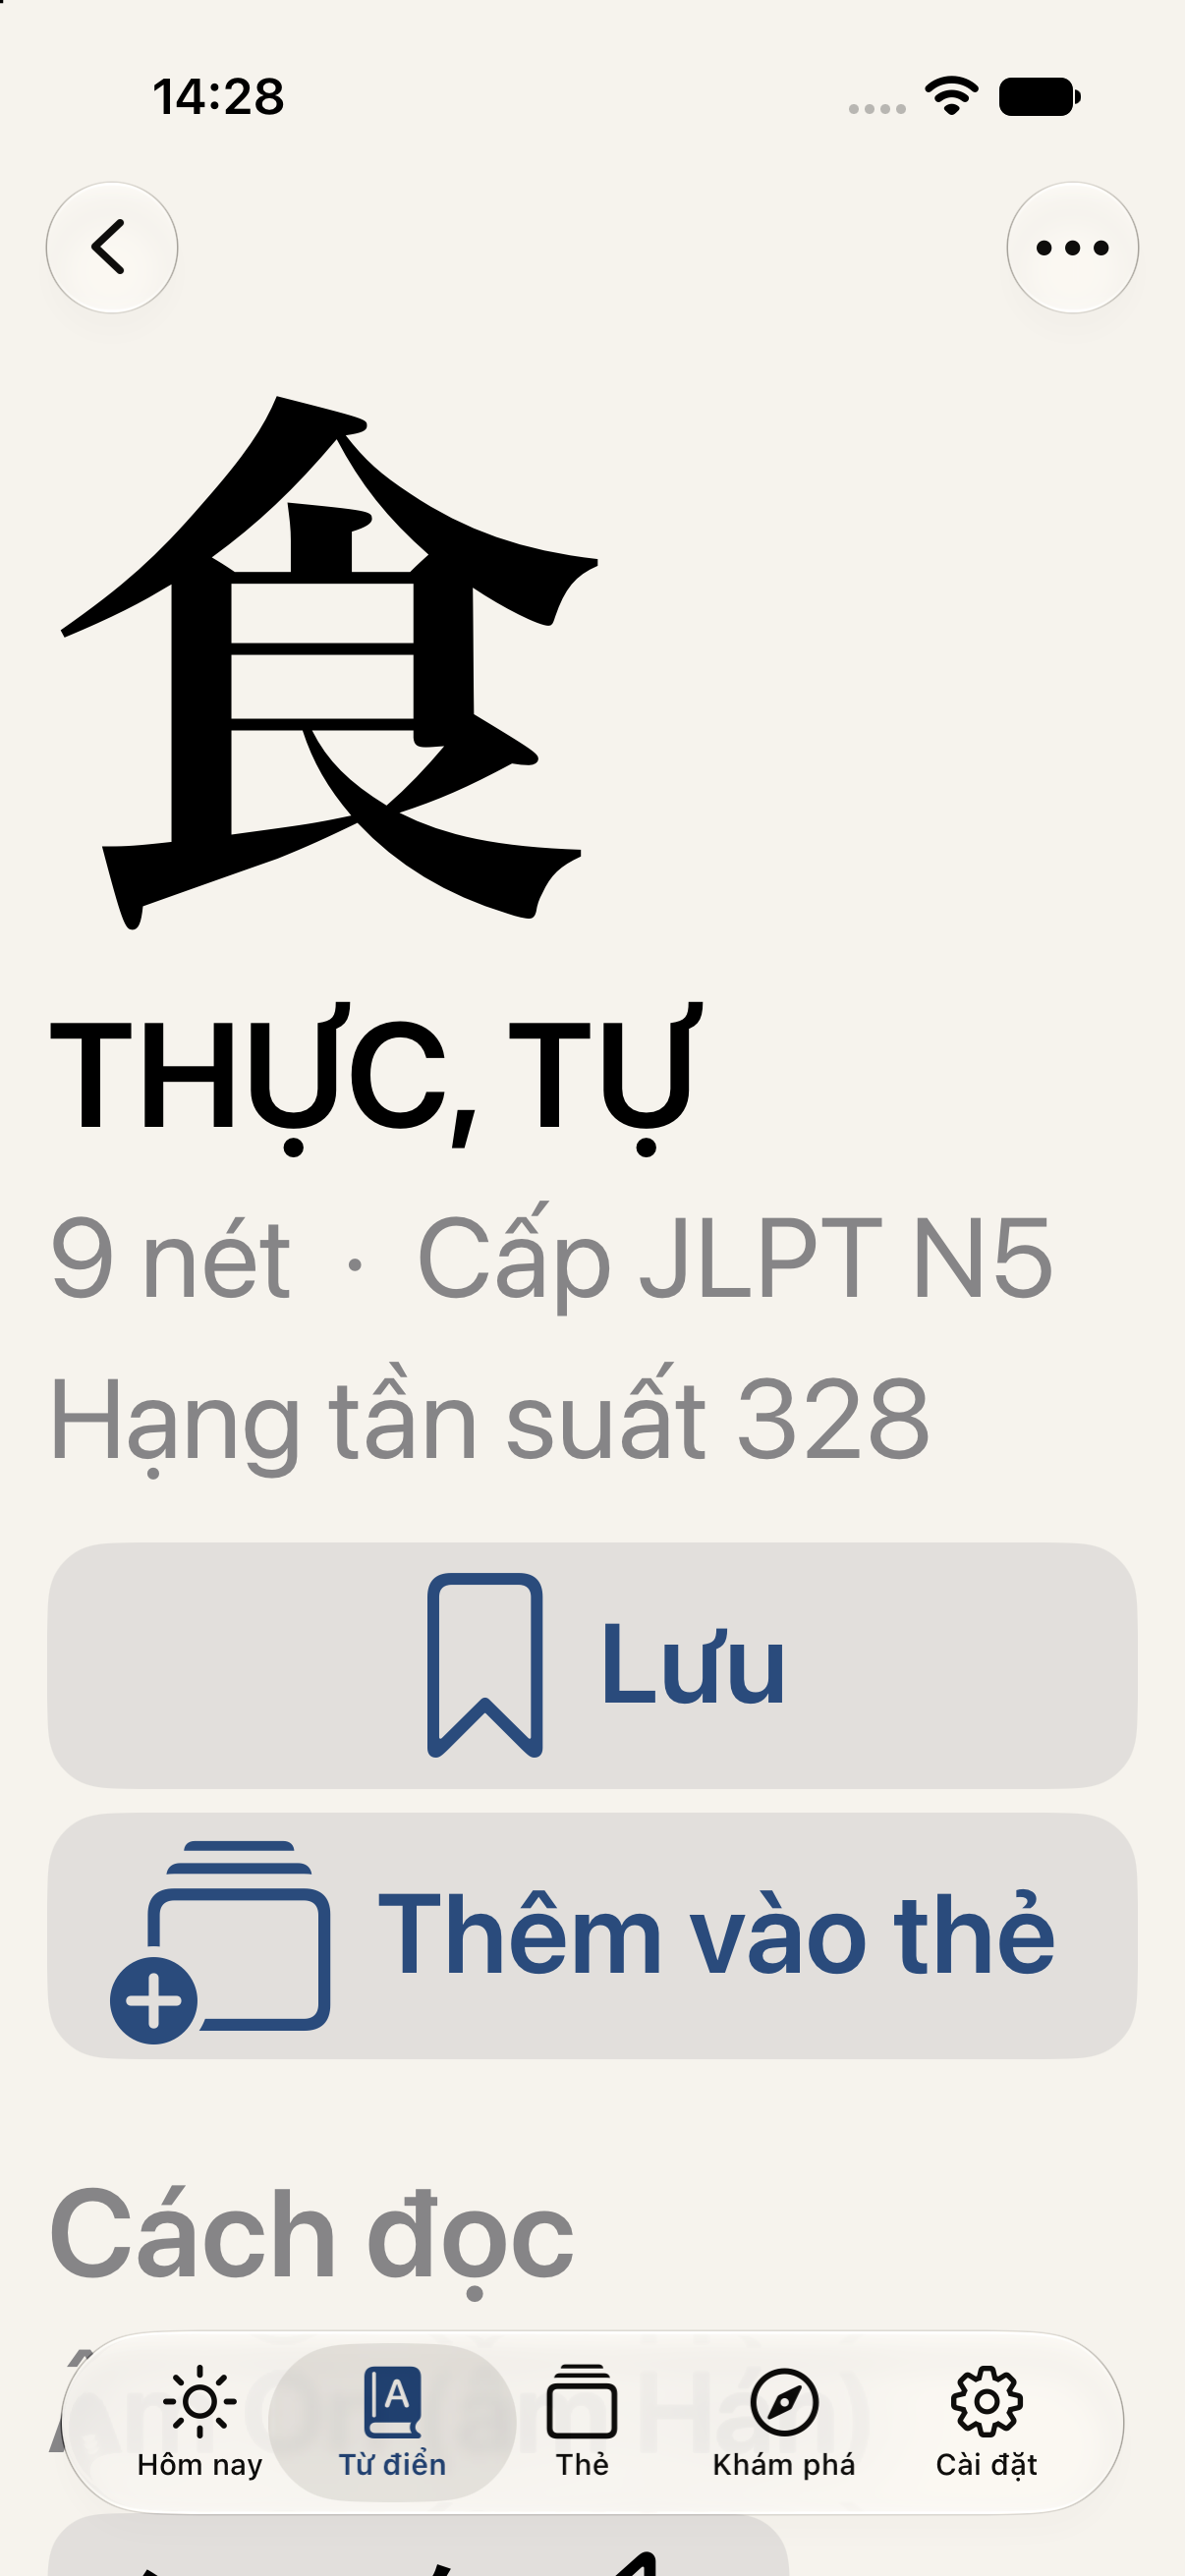 14:28
食
THỰC, TỰ
9 nét · Cấp JLPT N5
Hạng tần suất 328
Lưu
Thêm vào thẻ
Cách đọc
Hôm nay
Từ điển
Thẻ
Khám phá
Cài đặt